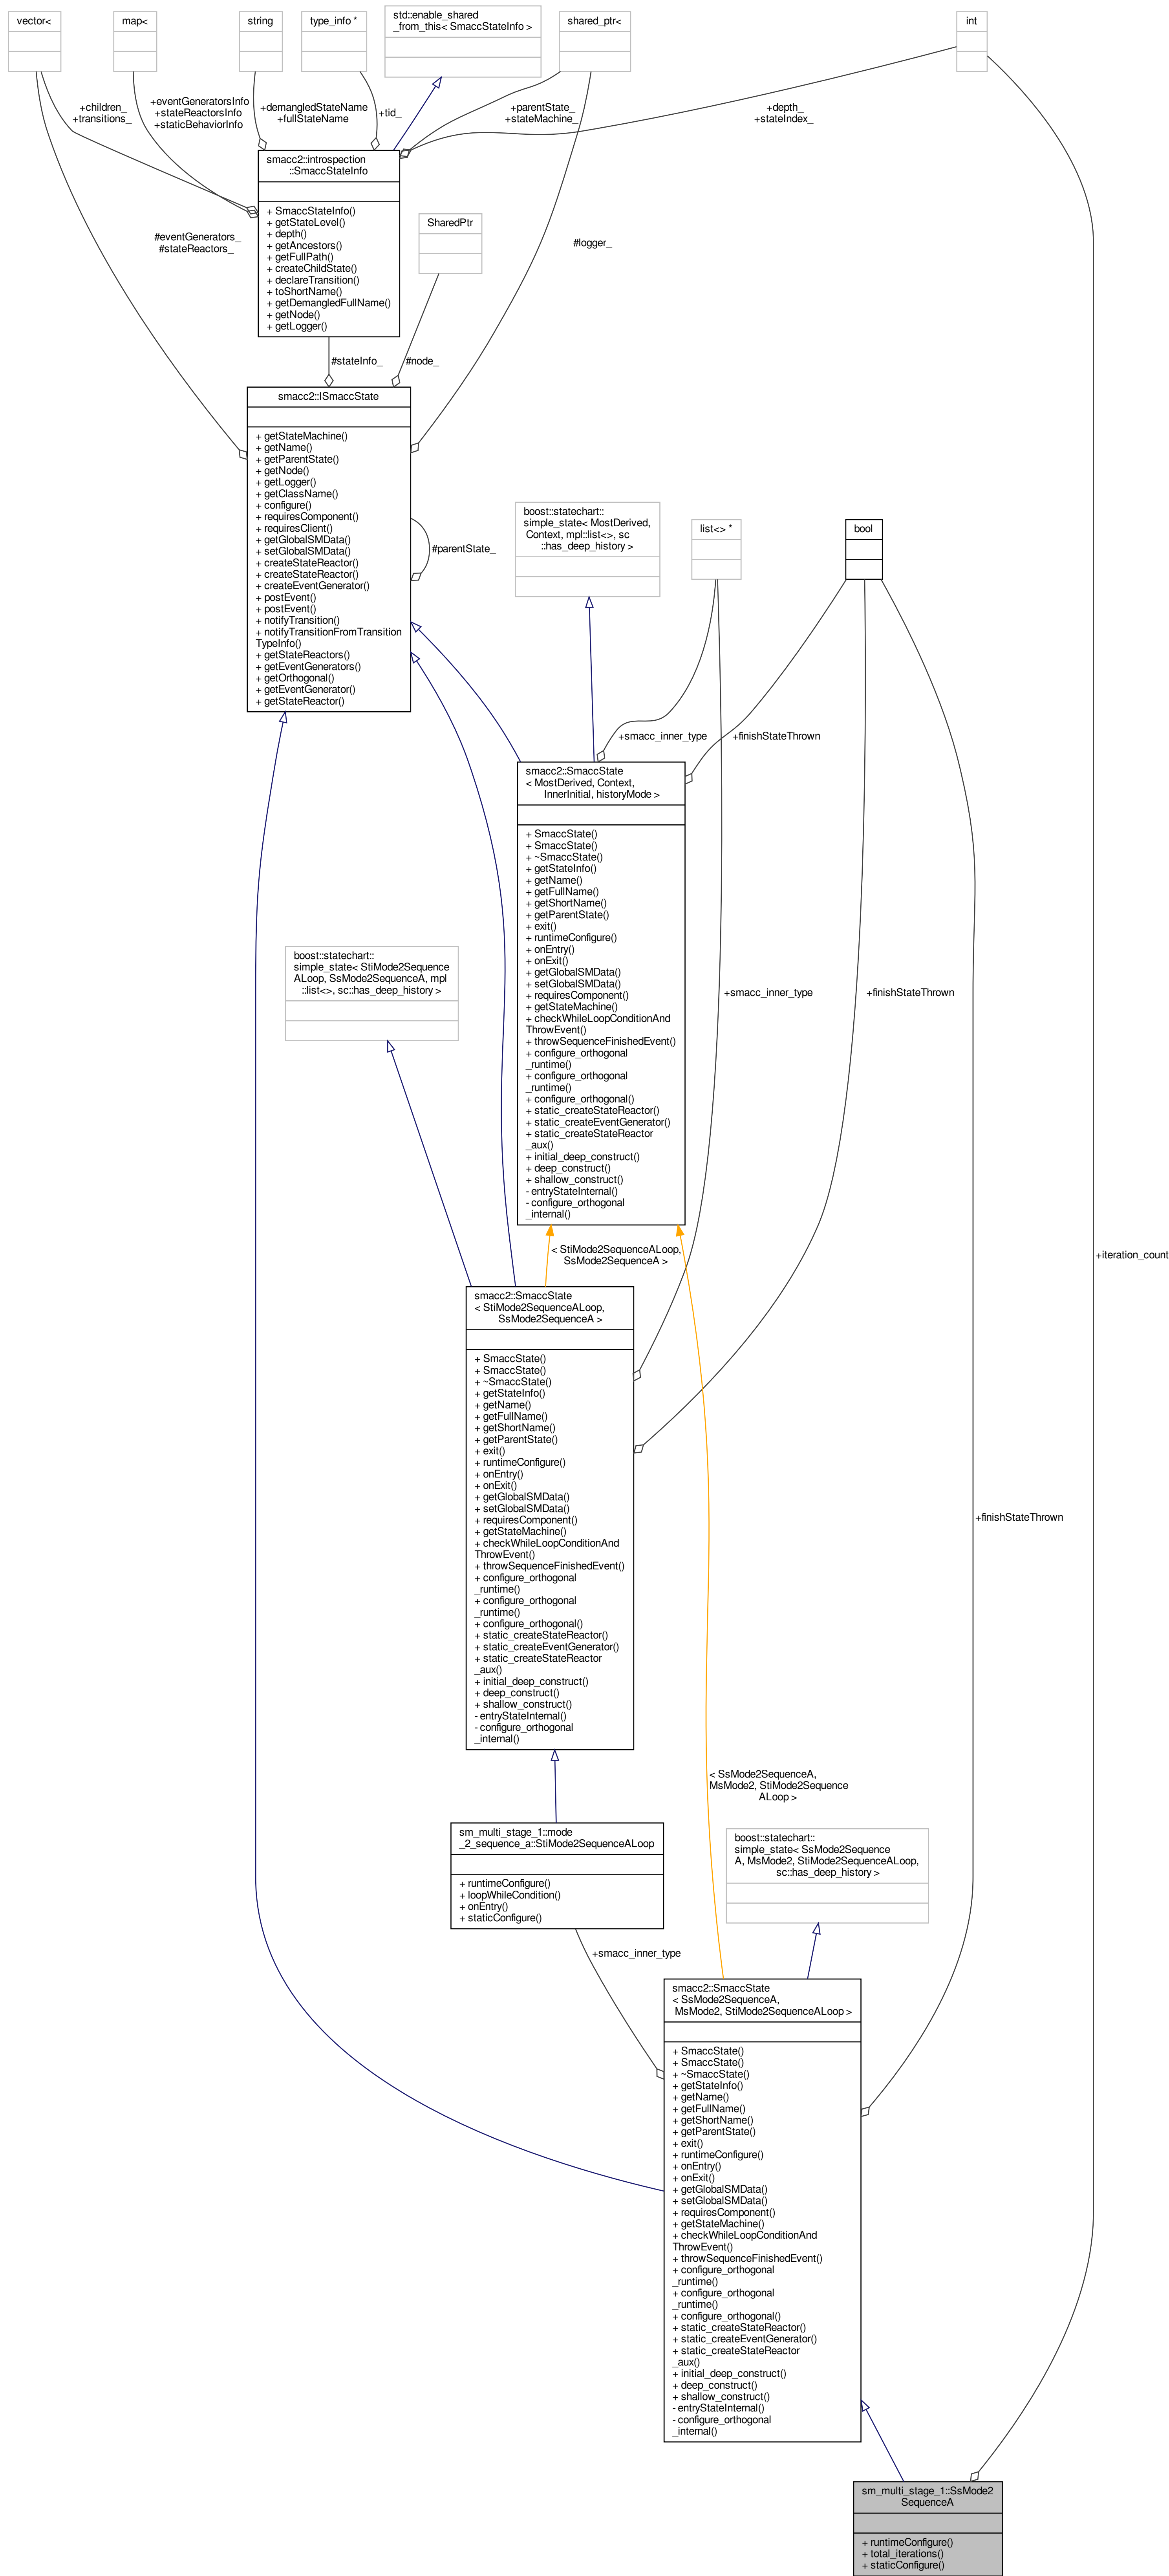 vector<
map<
string
type_info *
std::enable_shared
_from_this< SmaccStateInfo >
shared_ptr<
int
+children_
+transitions_
+eventGeneratorsInfo
+stateReactorsInfo
+staticBehaviorInfo
+demangledStateName
+fullStateName
+tid_
+parentState_
+stateMachine_
+depth_
+stateIndex_
smacc2::introspection
::SmaccStateInfo
+ SmaccStateInfo()
+ getStateLevel()
+ depth()
+ getAncestors()
+ getFullPath()
+ createChildState()
+ declareTransition()
+ toShortName()
+ getDemangledFullName()
+ getNode()
+ getLogger()
SharedPtr
#eventGenerators_
#stateReactors_
#logger_
#stateInfo_
#node_
smacc2::ISmaccState
+ getStateMachine()
+ getName()
+ getParentState()
+ getNode()
+ getLogger()
+ getClassName()
+ configure()
+ requiresComponent()
+ requiresClient()
+ getGlobalSMData()
+ setGlobalSMData()
+ createStateReactor()
+ createStateReactor()
+ createEventGenerator()
+ postEvent()
+ postEvent()
+ notifyTransition()
+ notifyTransitionFromTransition
TypeInfo()
+ getStateReactors()
+ getEventGenerators()
+ getOrthogonal()
+ getEventGenerator()
+ getStateReactor()
#parentState_
boost::statechart::
simple_state< MostDerived,
Context, mpl::list<>, sc
::has_deep_history >
list<> *
bool
+smacc_inner_type
+finishStateThrown
smacc2::SmaccState
< MostDerived, Context,
InnerInitial, historyMode >
+ SmaccState()
+ SmaccState()
+ ~SmaccState()
+ getStateInfo()
+ getName()
+ getFullName()
+ getShortName()
+ getParentState()
+ exit()
+ runtimeConfigure()
+ onEntry()
+ onExit()
+ getGlobalSMData()
+ setGlobalSMData()
+ requiresComponent()
+ getStateMachine()
+ checkWhileLoopConditionAnd
ThrowEvent()
+ throwSequenceFinishedEvent()
+ configure_orthogonal
_runtime()
+ configure_orthogonal
_runtime()
+ configure_orthogonal()
+ static_createStateReactor()
+ static_createEventGenerator()
+ static_createStateReactor
_aux()
+ initial_deep_construct()
+ deep_construct()
+ shallow_construct()
- entryStateInternal()
- configure_orthogonal
_internal()
boost::statechart::
simple_state< StiMode2Sequence
ALoop, SsMode2SequenceA, mpl
::list<>, sc::has_deep_history >
+smacc_inner_type
+finishStateThrown
< StiMode2SequenceALoop,
SsMode2SequenceA >
+iteration_count
smacc2::SmaccState
< StiMode2SequenceALoop,
SsMode2SequenceA >
+ SmaccState()
+ SmaccState()
+ ~SmaccState()
+ getStateInfo()
+ getName()
+ getFullName()
+ getShortName()
+ getParentState()
+ exit()
+ runtimeConfigure()
+ onEntry()
+ onExit()
+ getGlobalSMData()
+ setGlobalSMData()
+ requiresComponent()
+ getStateMachine()
+ checkWhileLoopConditionAnd
ThrowEvent()
+ throwSequenceFinishedEvent()
+ configure_orthogonal
_runtime()
+ configure_orthogonal
_runtime()
+ configure_orthogonal()
+ static_createStateReactor()
+ static_createEventGenerator()
+ static_createStateReactor
_aux()
+ initial_deep_construct()
+ deep_construct()
+ shallow_construct()
- entryStateInternal()
- configure_orthogonal
_internal()
+finishStateThrown
< SsMode2SequenceA,
MsMode2, StiMode2Sequence
ALoop >
sm_multi_stage_1::mode
_2_sequence_a::StiMode2SequenceALoop
+ runtimeConfigure()
+ loopWhileCondition()
+ onEntry()
+ staticConfigure()
boost::statechart::
simple_state< SsMode2Sequence
A, MsMode2, StiMode2SequenceALoop,
sc::has_deep_history >
+smacc_inner_type
smacc2::SmaccState
< SsMode2SequenceA,
MsMode2, StiMode2SequenceALoop >
+ SmaccState()
+ SmaccState()
+ ~SmaccState()
+ getStateInfo()
+ getName()
+ getFullName()
+ getShortName()
+ getParentState()
+ exit()
+ runtimeConfigure()
+ onEntry()
+ onExit()
+ getGlobalSMData()
+ setGlobalSMData()
+ requiresComponent()
+ getStateMachine()
+ checkWhileLoopConditionAnd
ThrowEvent()
+ throwSequenceFinishedEvent()
+ configure_orthogonal
_runtime()
+ configure_orthogonal
_runtime()
+ configure_orthogonal()
+ static_createStateReactor()
+ static_createEventGenerator()
+ static_createStateReactor
_aux()
+ initial_deep_construct()
+ deep_construct()
+ shallow_construct()
- entryStateInternal()
- configure_orthogonal
_internal()
sm_multi_stage_1::SsMode2
SequenceA
+ runtimeConfigure()
+ total_iterations()
+ staticConfigure()